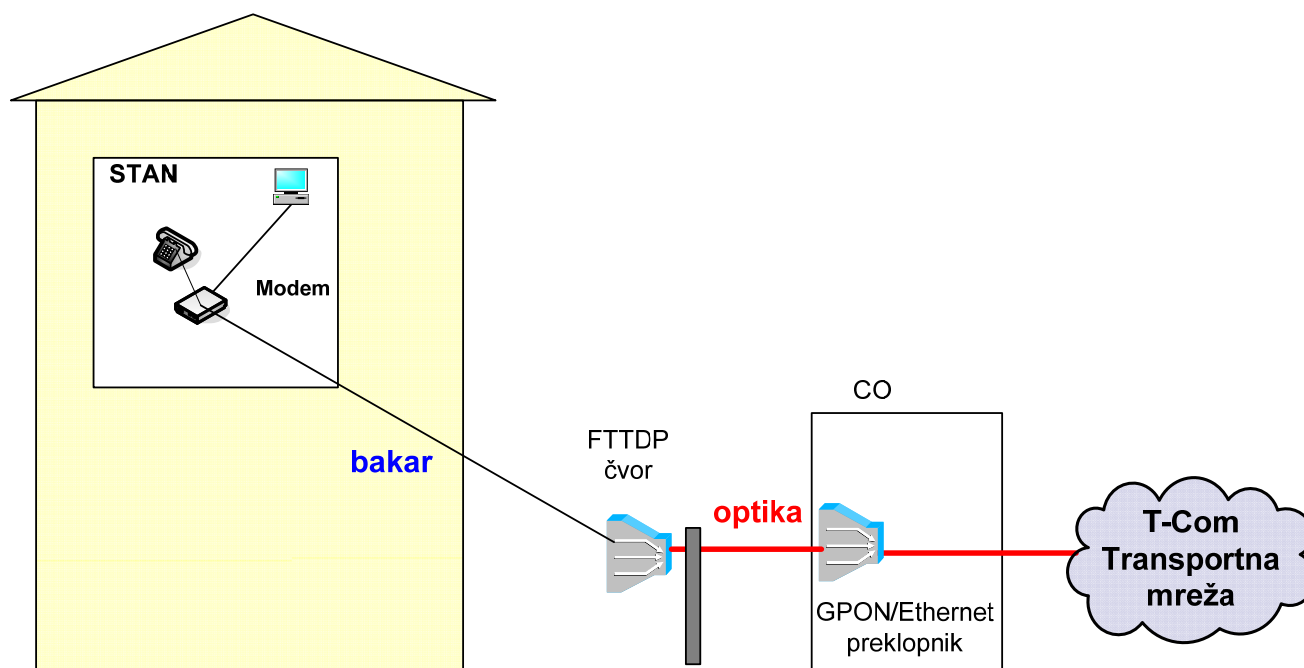 STAN
Modem
bakar
FTTDP
čvor
optika
CO
GPON/Ethernet
preklopnik
T-Com
Transportna
mreža